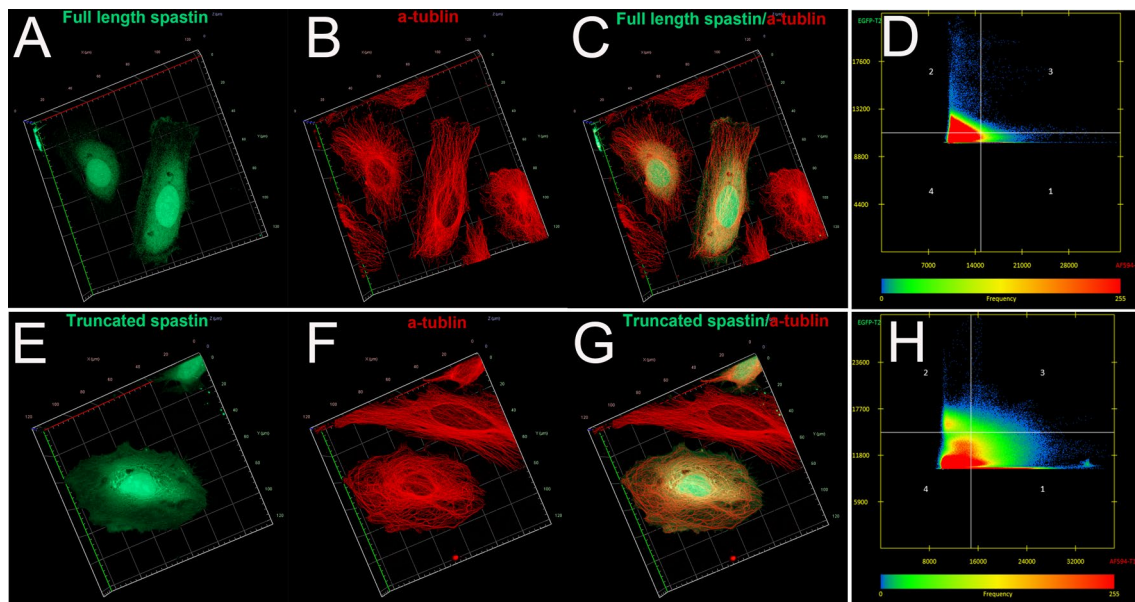 A
Full length spastin
B
a-tublin
C
Full length spastin/a-tublin
D
EGFP-T2
17600
13200
8800
4400
2
3
4
1
7000
14000
21000
28000
AF594-
0
Frequency
255
E
Truncated spastin
F
a-tublin
G
Truncated spastin/a-tublin
H
EGFP-T2
23600
17700
11800
5900
2
3
4
1
8000
16000
24000
32000
AF594-T
0
Frequency
255